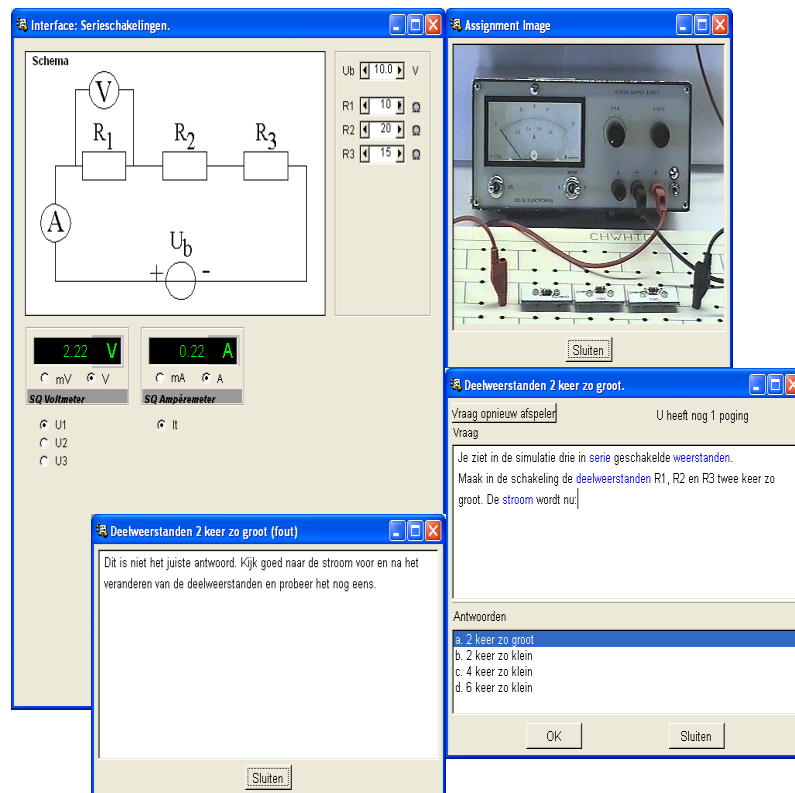 Interface: Serieschakelingen.
Schema
V
R1
R2
R3
A
Ub
+
-
Ub 10.0 V
R1 10 Ω
R2 20 Ω
R3 15 Ω
2.22 V
mV V
SQ Voltmeter
U1
U2
U3
0.22 A
mA A
SQ Ampèremeter
It
Assignment Image
POWER SUPPLY
DELTA ELEKTRONIKA
CHWHTC
Sluiten
Deelweerstanden 2 keer zo groot.
Vraag opnieuw afspeler
U heeft nog 1 poging
Vraag
Je ziet in de simulatie drie in serie geschakelde weerstanden.
Maak in de schakeling de deelweerstanden R1, R2 en R3 twee keer zo
groot. De stroom wordt nu:
Antwoorden
a. 2 keer zo groot
b. 2 keer zo klein
c. 4 keer zo klein
d. 6 keer zo klein
OK
Sluiten
Deelweerstanden 2 keer zo groot (fout)
Dit is niet het juiste antwoord. Kijk goed naar de stroom voor en na het
veranderen van de deelweerstanden en probeer het nog eens.
Sluiten